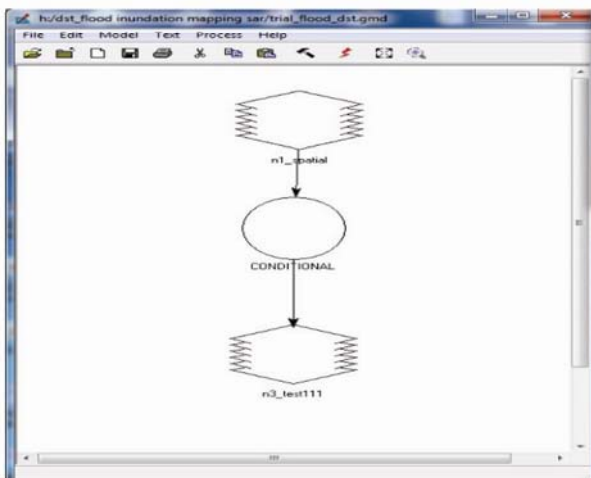 h:/dst_flood inundation mapping sar/trial_flood_dst.gmd
File Edit Model Text Process Help
n1_spatial
CONDITIONAL
n3_test111